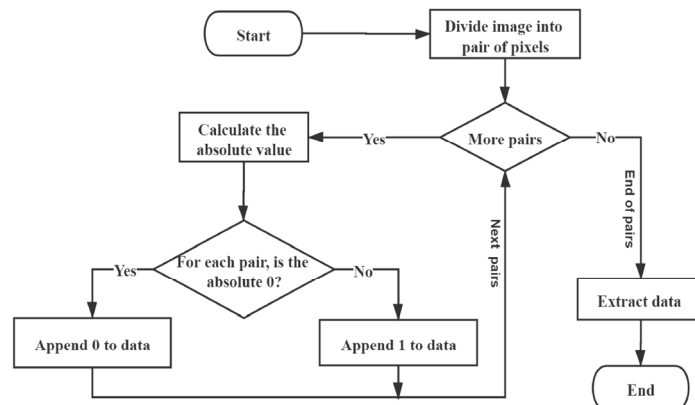 Start
Divide image into
pair of pixels
Calculate the
absolute value
Yes
More pairs
No
End of pairs
Next pairs
For each pair, is the
absolute 0?
Yes
No
Append 0 to data
Append 1 to data
Extract data
End